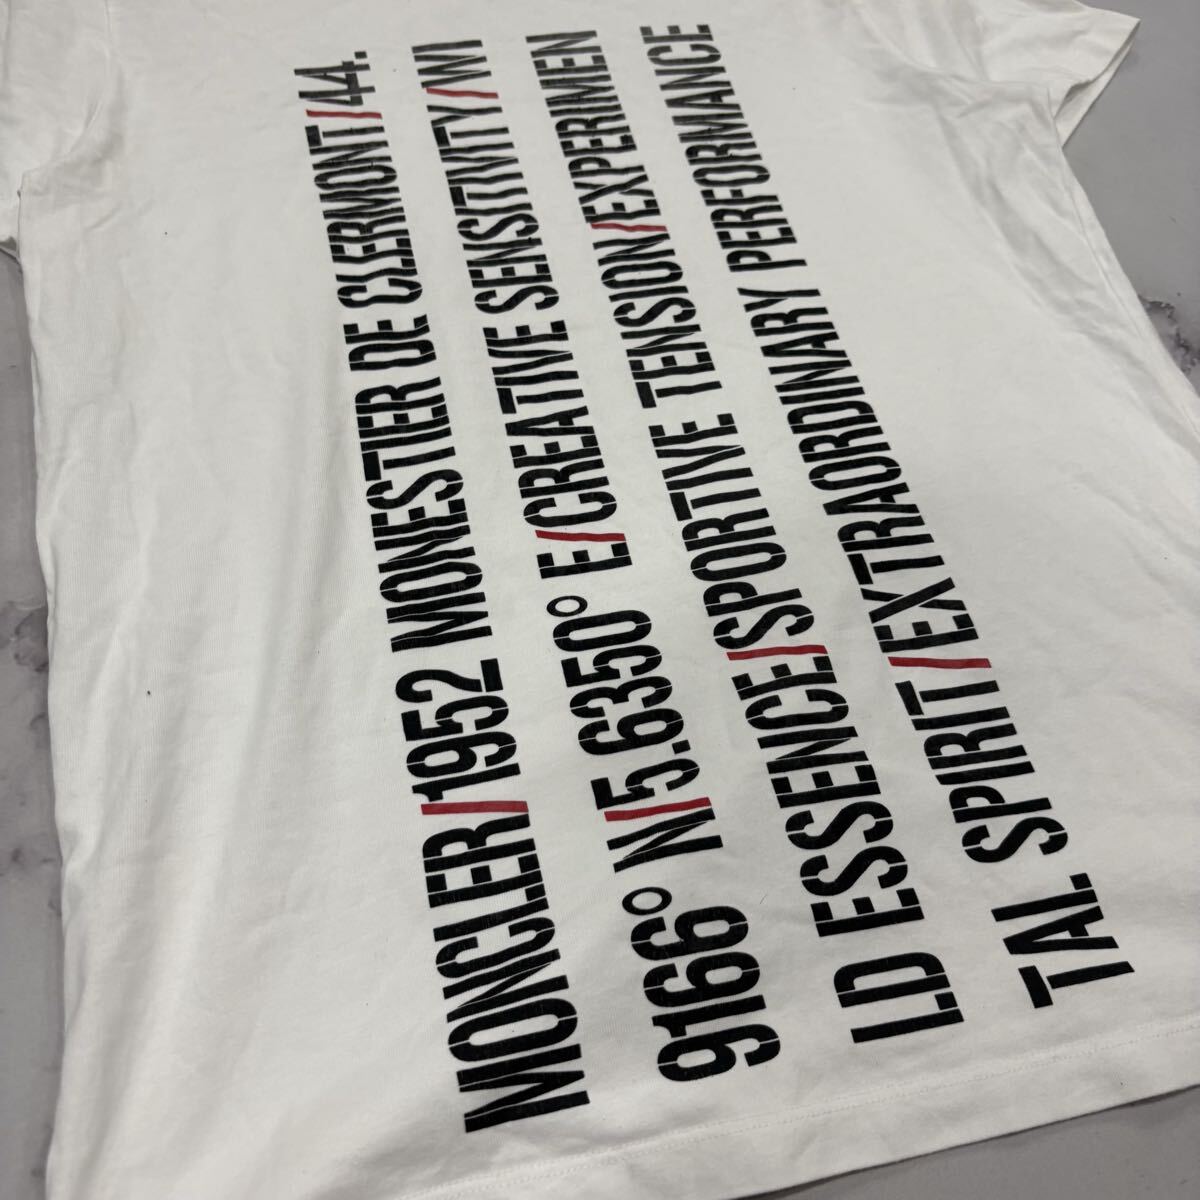 MONCLER/1952 MONESTIER DE CLERMONT/44.
9166° N/5.6350° E/CREATIVE SENSITIVITY/WI
LD ESSENCE/SPORTIVE TENSION/EXPERIMEN
TAL SPIRIT/EXTRAORDINARY PERFORMANCE